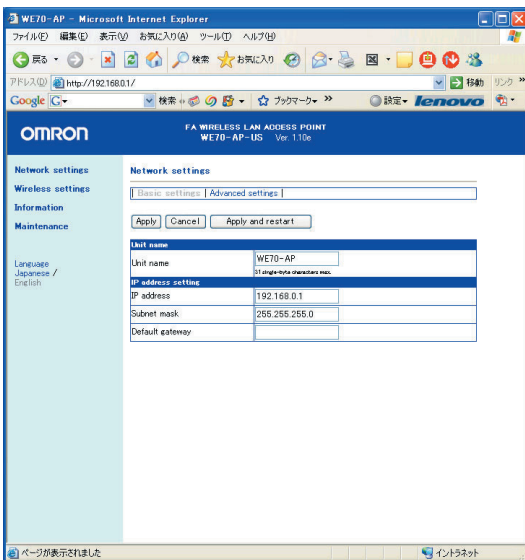 WE70-AP - Microsoft Internet Explorer
ファイル(F) 編集(E) 表示(V) お気に入り(A) ツール(T) ヘルプ(H)
戻る 検索 お気に入り
アドレス(D) http://192.168.0.1/ 移動 リンク »
Google G 検索 ブックマーク » 設定 lenovo
OMRON
FA WIRELESS LAN ACCESS POINT
WE70-AP-US Ver. 1.10e
Network settings
Wireless settings
Information
Maintenance
Language
Japanese /
English
Network settings
| Basic settings | Advanced settings |
Apply Cancel Apply and restart
Unit name
Unit name WE70-AP
31 single-byte characters max.
IP address setting
IP address 192.168.0.1
Subnet mask 255.255.255.0
Default gateway
ページが表示されました イントラネット